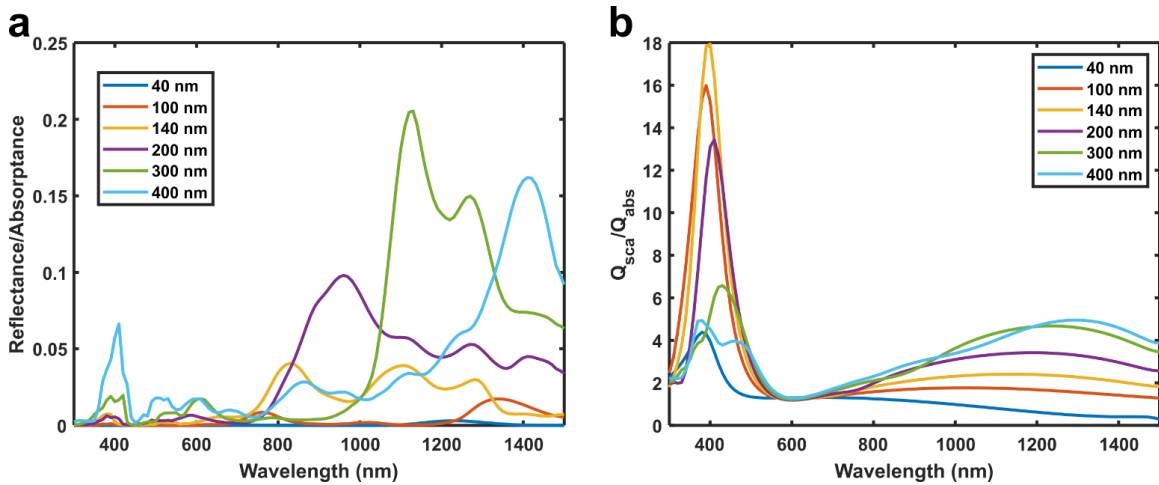 a
Reflectance/Absorptance
0.25
0.2
0.15
0.1
0.05
0
40 nm
100 nm
140 nm
200 nm
300 nm
400 nm
400 600 800 1000 1200 1400
Wavelength (nm)
b
Qsca/Qabs
18
16
14
12
10
8
6
4
2
0
40 nm
100 nm
140 nm
200 nm
300 nm
400 nm
400 600 800 1000 1200 1400
Wavelength (nm)